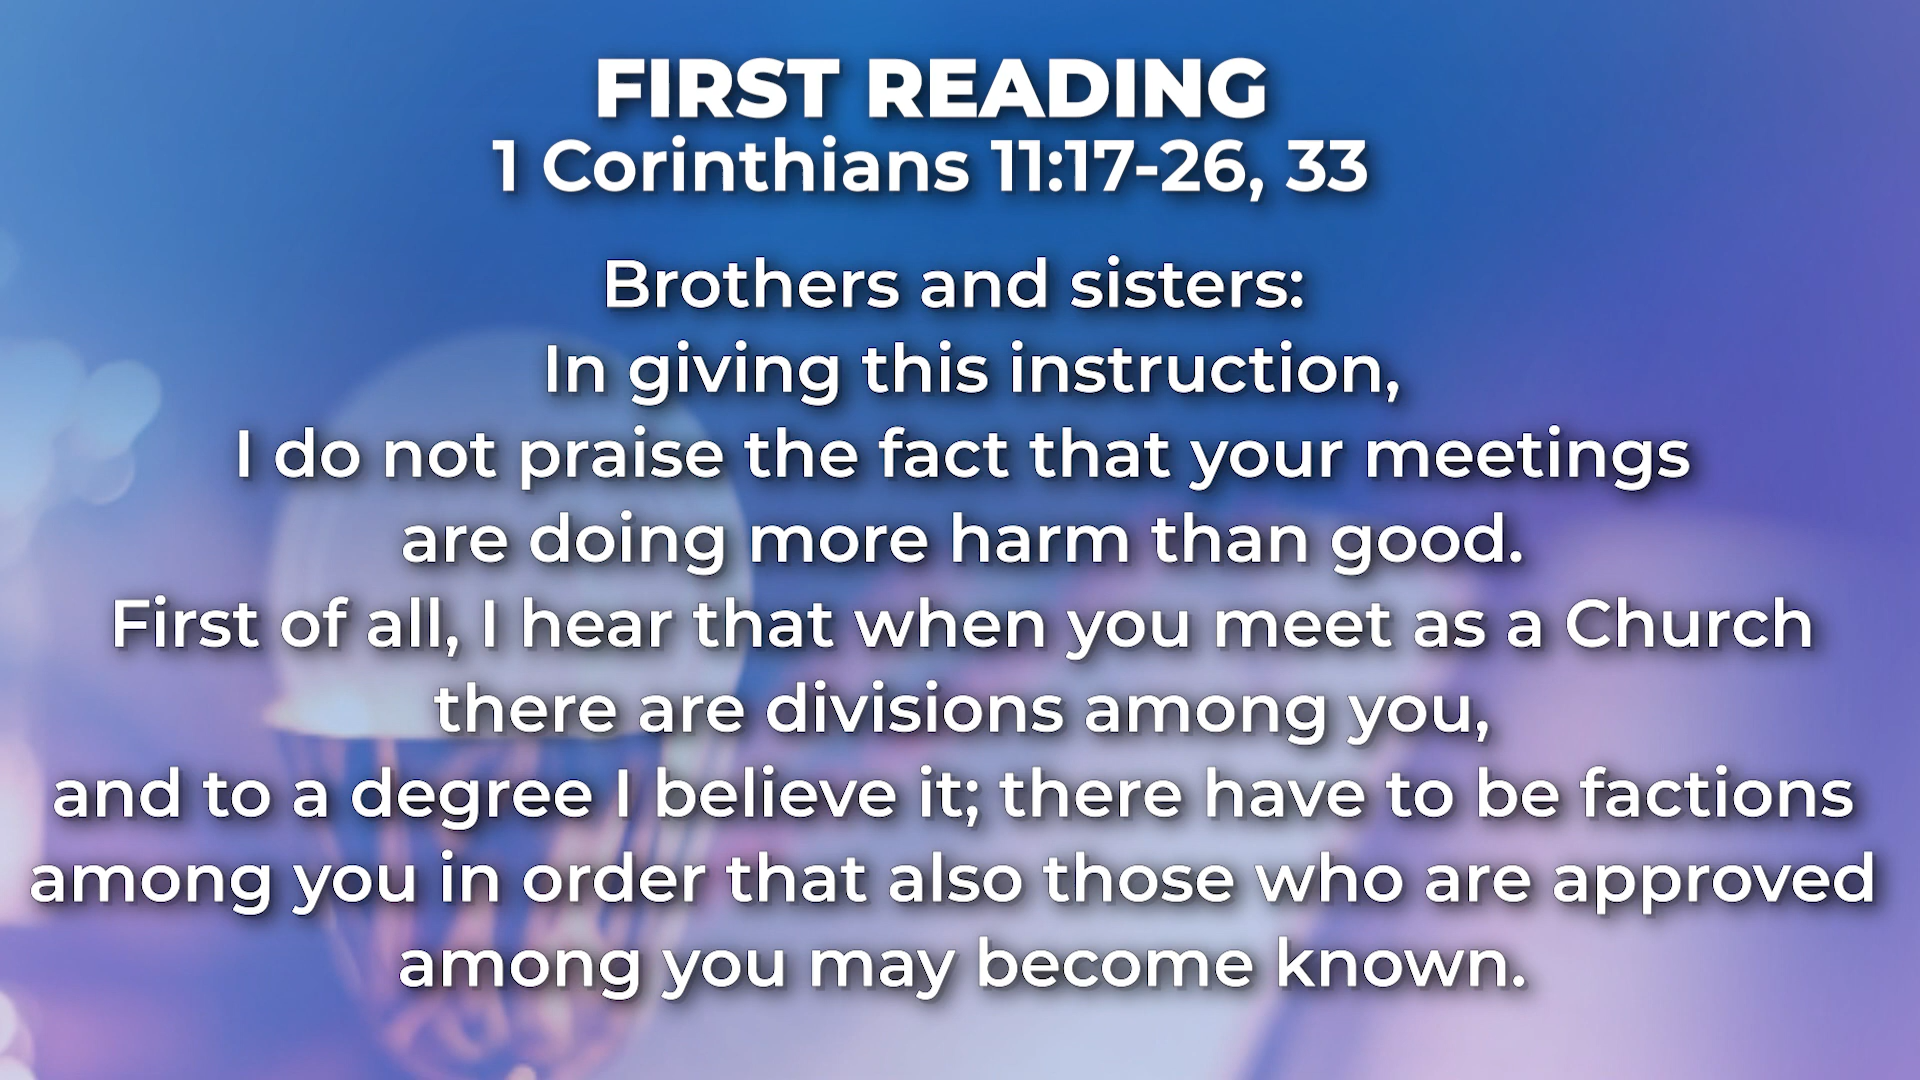 FIRST READING
1 Corinthians 11:17-26, 33
Brothers and sisters:
In giving this instruction,
I do not praise the fact that your meetings
are doing more harm than good.
First of all, I hear that when you meet as a Church
there are divisions among you,
and to a degree I believe it; there have to be factions
among you in order that also those who are approved
among you may become known.